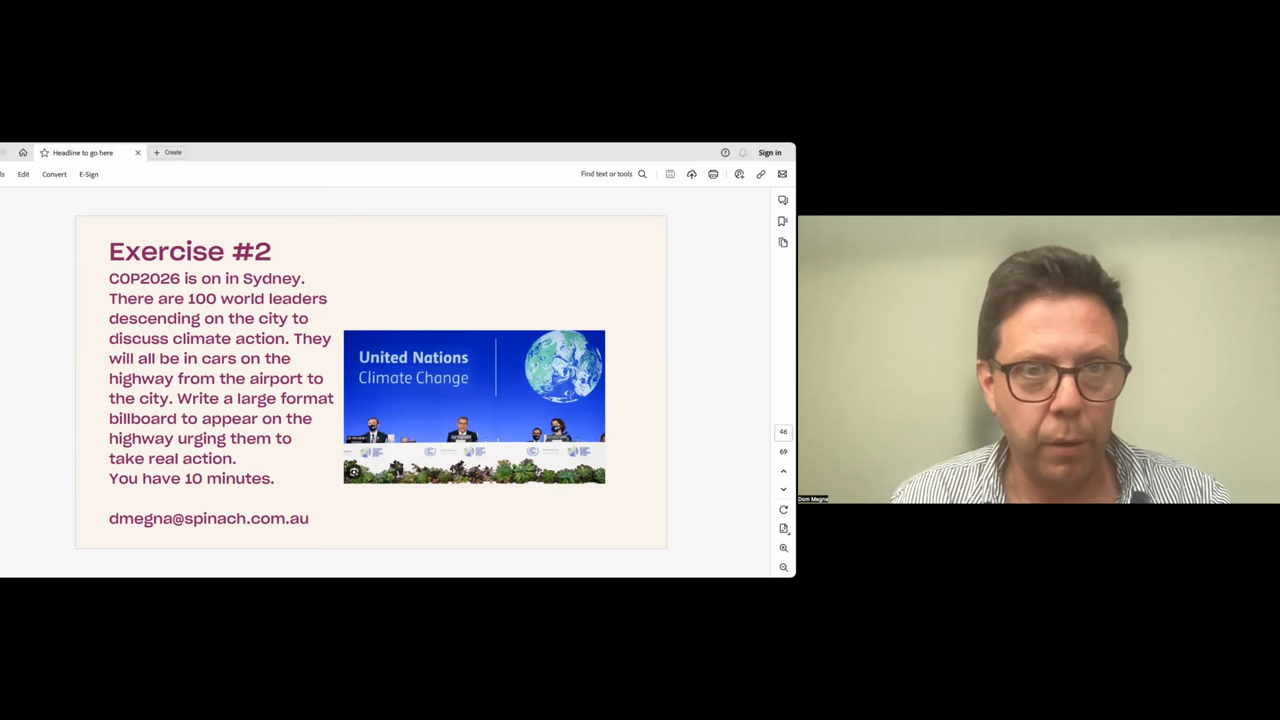 Headline to go here
Create
Sign in
Edit
Convert
E-Sign
Find text or tools
Exercise #2
COP2026 is on in Sydney.
There are 100 world leaders
descending on the city to
discuss climate action. They
will all be in cars on the
highway from the airport to
the city. Write a large format
billboard to appear on the
highway urging them to
take real action.
You have 10 minutes.
dmegna@spinach.com.au
United Nations
Climate Change
46
69
Dom Megna